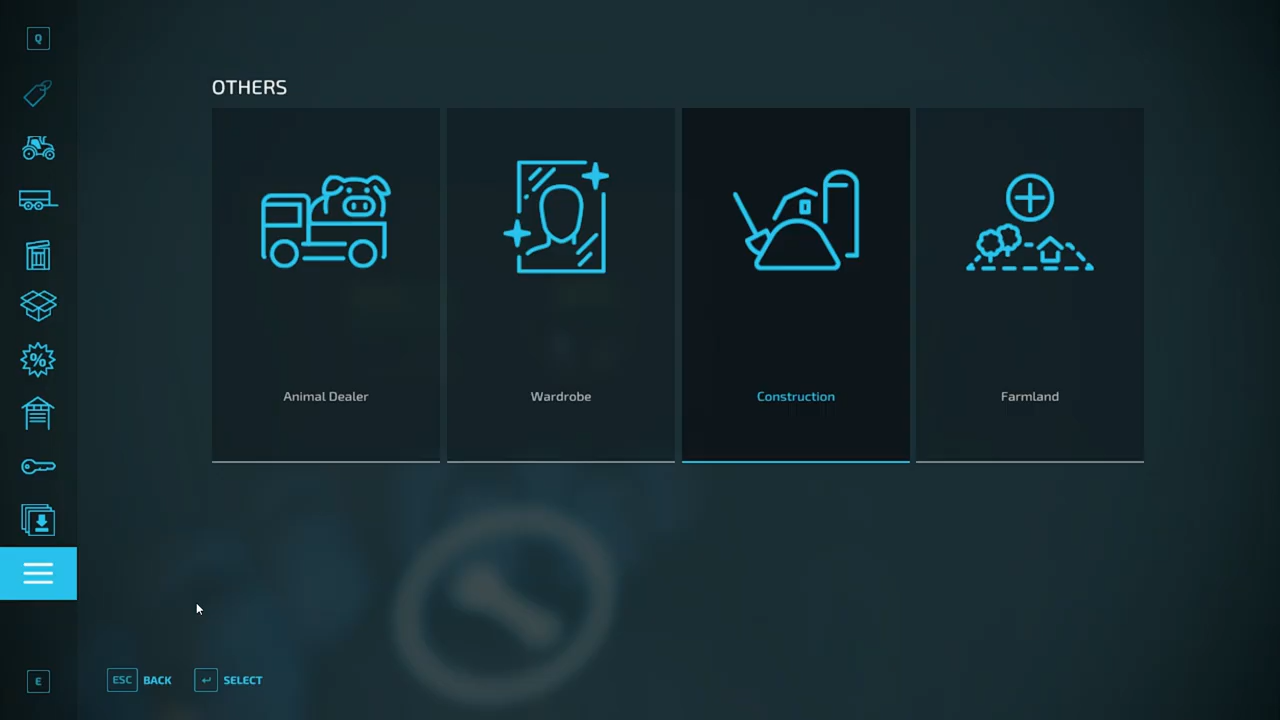 Q
OTHERS
%
Animal Dealer
Wardrobe
Construction
Farmland
E
ESC BACK
↵ SELECT